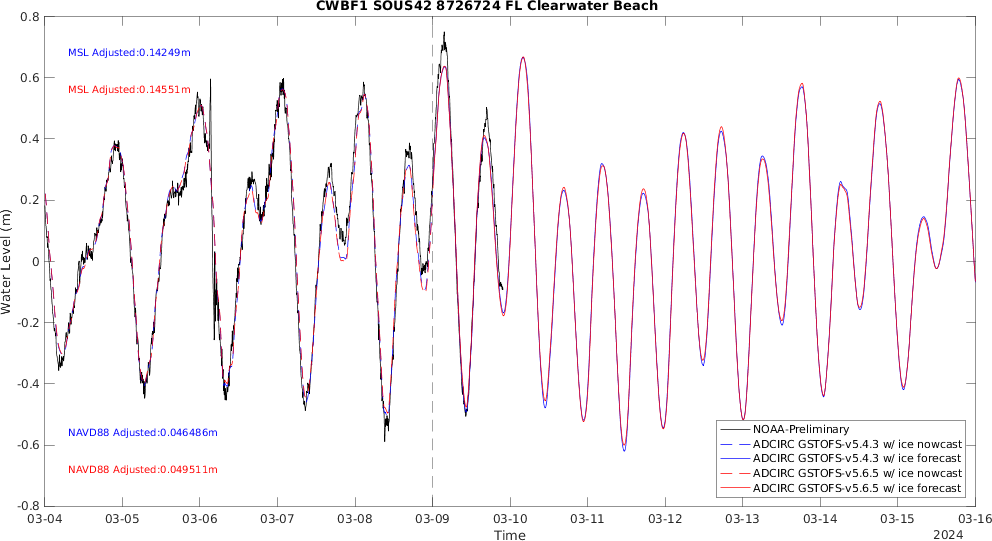 CWBF1 SOUS42 8726724 FL Clearwater Beach
MSL Adjusted:0.14249m
MSL Adjusted:0.14551m
NAVD88 Adjusted:0.046486m
NAVD88 Adjusted:0.049511m
Water Level (m)
0.8
0.6
0.4
0.2
0
-0.2
-0.4
-0.6
-0.8
NOAA-Preliminary
ADCIRC GSTOFS-v5.4.3 w/ ice nowcast
ADCIRC GSTOFS-v5.4.3 w/ ice forecast
ADCIRC GSTOFS-v5.6.5 w/ ice nowcast
ADCIRC GSTOFS-v5.6.5 w/ ice forecast
03-04 03-05 03-06 03-07 03-08 03-09 03-10 03-11 03-12 03-13 03-14 03-15 03-16
Time
2024